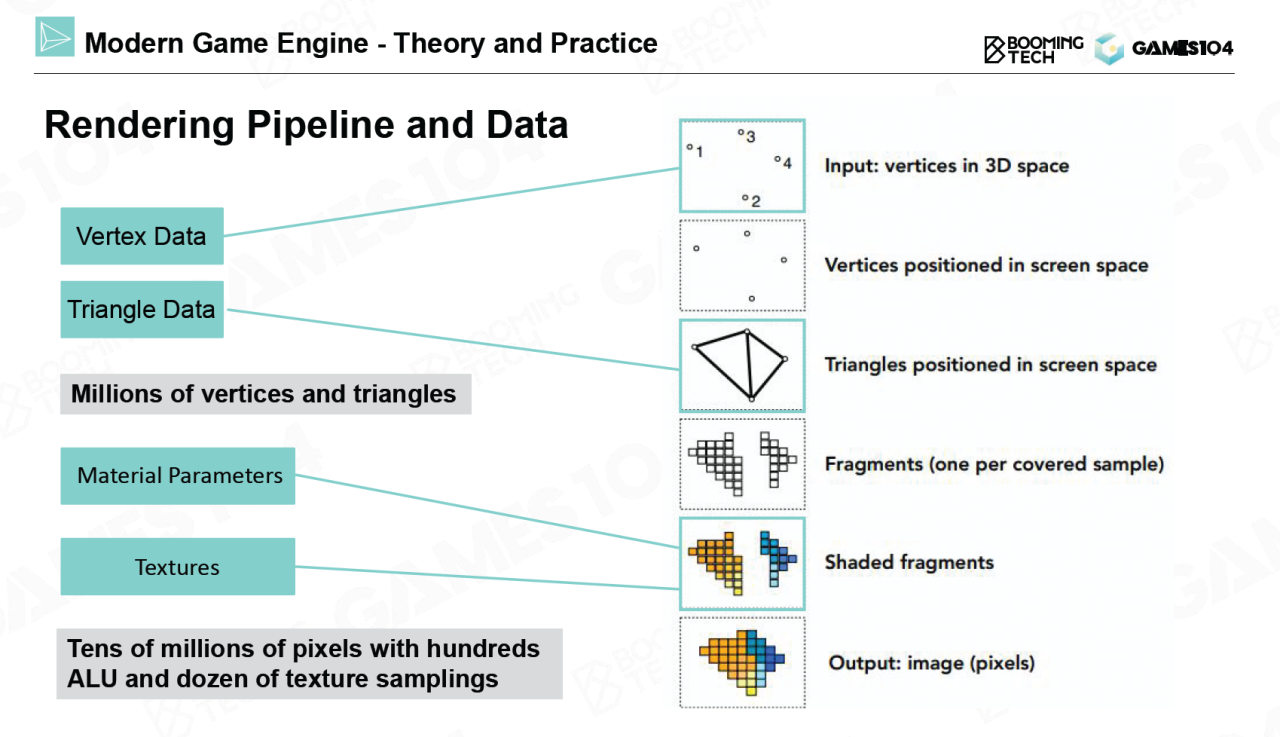 Modern Game Engine - Theory and Practice
BOOMING
TECH
GAMES104
Rendering Pipeline and Data
Vertex Data
Triangle Data
Millions of vertices and triangles
Material Parameters
Textures
Tens of millions of pixels with hundreds
ALU and dozen of texture samplings
1
3
4
2
Input: vertices in 3D space
Vertices positioned in screen space
Triangles positioned in screen space
Fragments (one per covered sample)
Shaded fragments
Output: image (pixels)